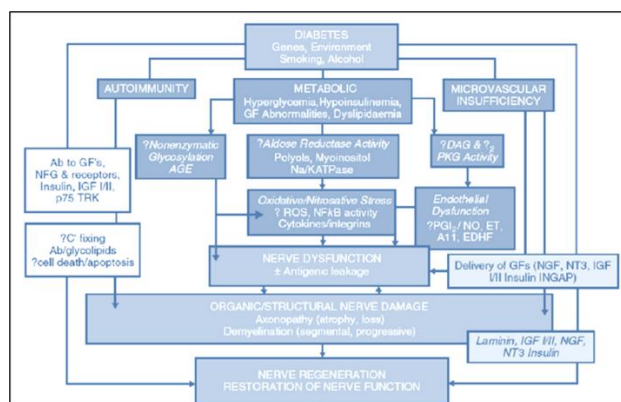 DIABETES
Genes, Environment
Smoking, Alcohol
AUTOIMMUNITY
METABOLIC
Hyperglycemia, Hypoinsulinemia,
GF Abnormalities, Dyslipidaemia
MICROVASCULAR
INSUFFICIENCY
Ab to GF's,
NFG & receptors,
Insulin, IGF I/II,
p75 TRK
?Nonenzymatic
Glycosylation
AGE
?Aldose Reductase Activity
Polyols, Myoinositol
Na/KATPase
?DAG & ?₂
PKG Activity
?C' fixing
Ab/glycolipids
?cell death/apoptosis
Oxidative/Nitrosative Stress
? ROS, NFkB activity
Cytokines/integrins
Endothelial
Dysfunction
?PGI₂/ NO, ET,
A11, EDHF
NERVE DYSFUNCTION
± Antigenic leakage
Delivery of GFs (NGF, NT3, IGF
I/II Insulin INGAP)
ORGANIC/STRUCTURAL NERVE DAMAGE
Axonopathy (atrophy, loss)
Demyelination (segmental, progressive)
Laminin, IGF I/II, NGF,
NT3 Insulin
NERVE REGENERATION
RESTORATION OF NERVE FUNCTION